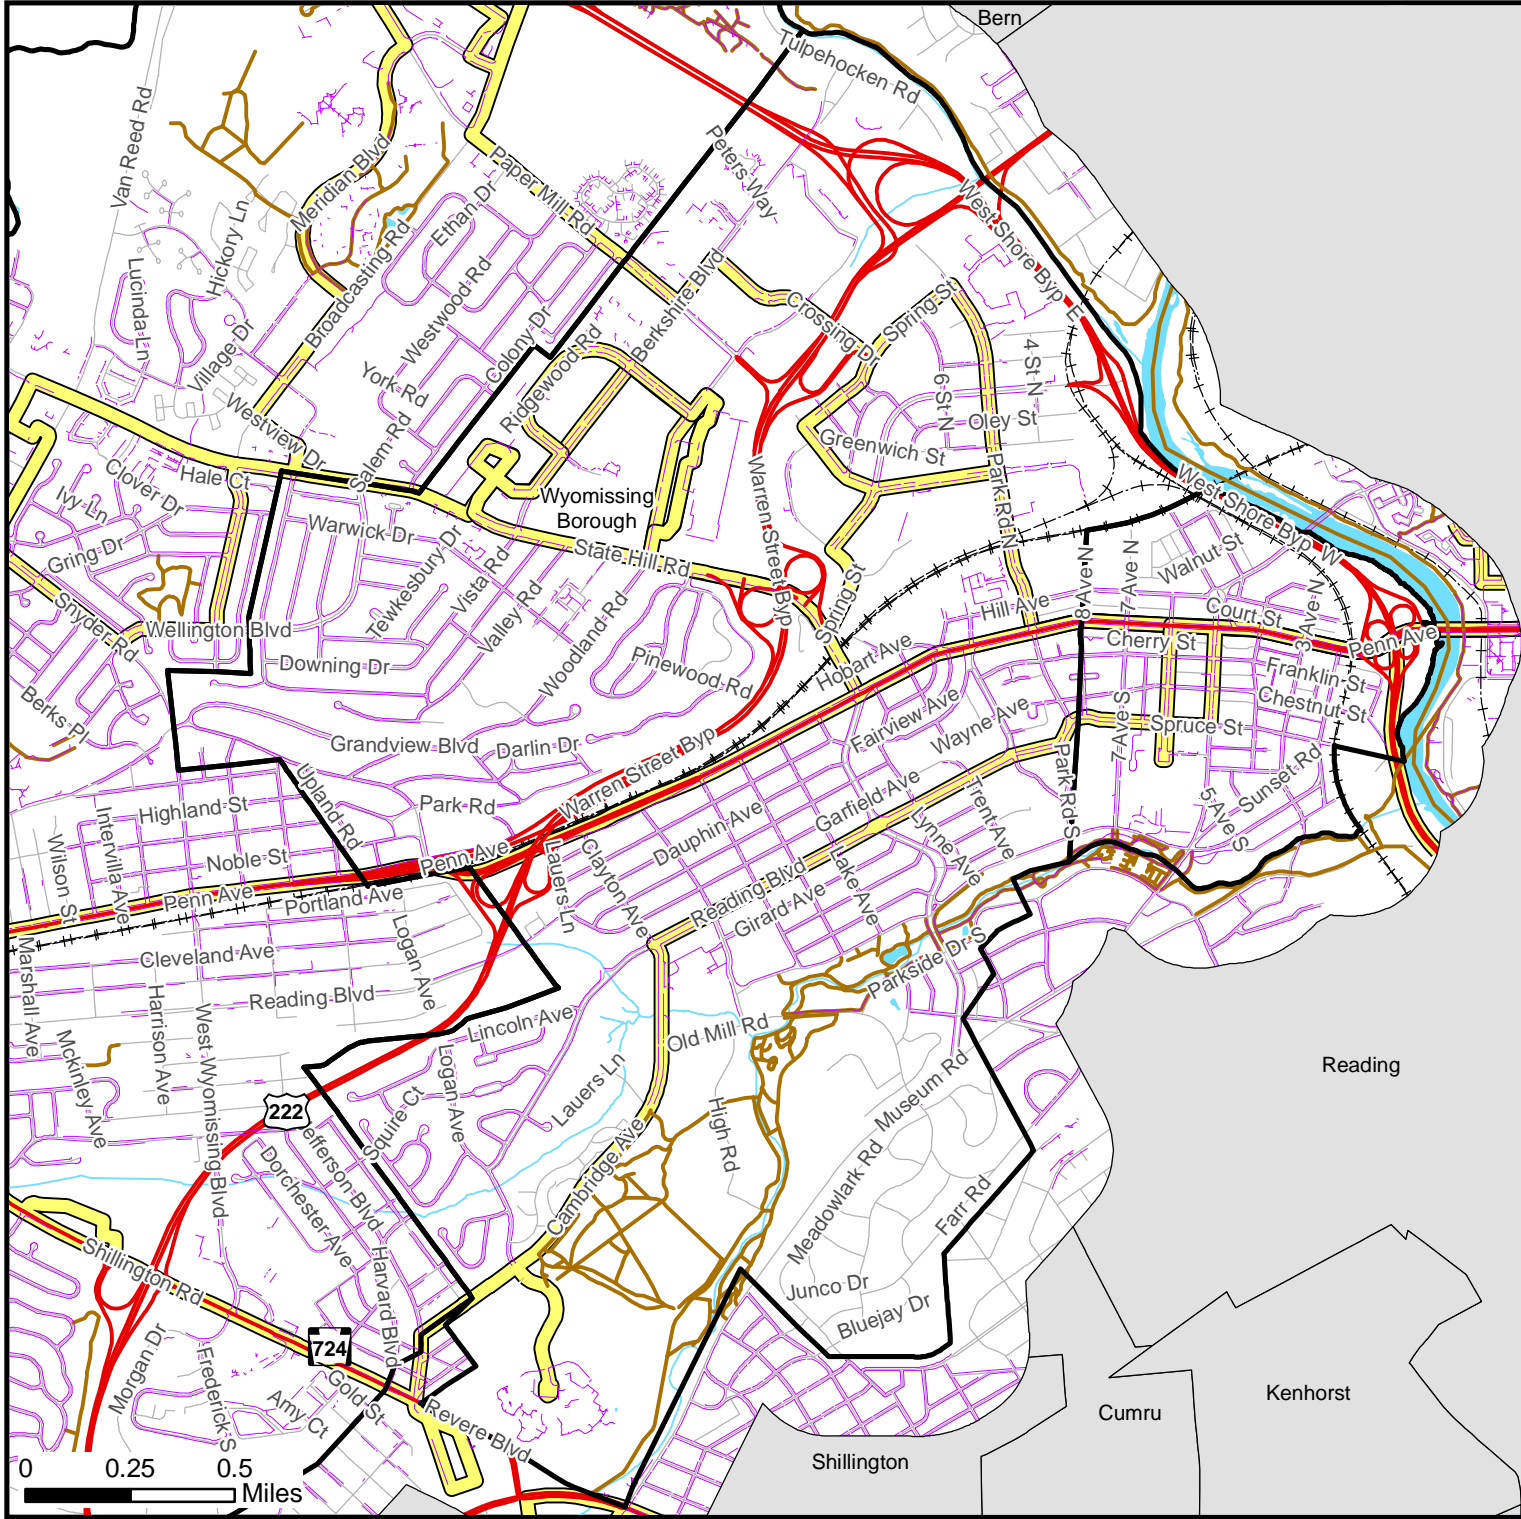 Bern
Tulpehocken Rd
Van Reed Rd
Meridian Blvd
Paper Mill Rd
Peters Way
Ethan Dr
Hickory Ln
Broadcasting Rd
West Shore Byp E
Lucinda Ln
Westwood Rd
Berkshire Blvd
Crossing Dr
Spring St
Village Dr
Colony Dr
Ridgewood Rd
York Rd
4 St N
6 St N
Oley St
Westview Dr
Salem Rd
Greenwich St
Clover Dr
Hale Ct
Ivy Ln
Wyomissing
Borough
Warren Street Byp
Park Rd N
West Shore Byp W
Warwick Dr
Tewkesbury Dr
Gring Dr
State Hill Rd
Vista Rd
Valley Rd
Woodland Rd
Spring St
8 Ave N
7 Ave N
Walnut St
Snyder Rd
Wellington Blvd
Hill Ave
Court St
3 Ave N
Penn Ave
Cherry St
Downing Dr
Pinewood Rd
Hobart Ave
Franklin St
Chestnut St
Berks Pl
Fairview Ave
Wayne Ave
7 Ave S
Spruce St
Grandview Blvd
Darlin Dr
Warren Street Byp
Park Rd S
Sunset Rd
5 Ave S
Upland Rd
Highland St
Park Rd
Garfield Ave
Trent Ave
Intervilla Ave
Wilson St
Noble St
Dauphin Ave
Lynne Ave
Penn Ave
Lauers Ln
Clayton Ave
Lake Ave
Penn Ave
Portland Ave
Reading Blvd
Girard Ave
Logan Ave
Marshall Ave
Cleveland Ave
Parkside Dr S
Reading Blvd
Harrison Ave
West Wyomissing Blvd
Lincoln Ave
Old Mill Rd
Mckinley Ave
Logan Ave
Lauers Ln
Museum Rd
Reading
222
Squire Ct
Jefferson Blvd
Dorchester Ave
High Rd
Cambridge Ave
Meadowlark Rd
Farr Rd
Shillington Rd
Harvard Blvd
Junco Dr
Bluejay Dr
724
Morgan Dr
Frederick S
Gold St
Amy Ct
Revere Blvd
Kenhorst
Cumru
Shillington
0 0.25 0.5
Miles